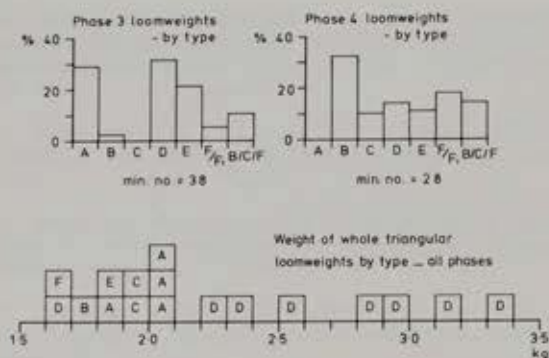 Phase 3 loomweights
- by type
% 40
20
0
A B C D E F/F₁ B/C/F
min. no = 38
Phase 4 loomweights
- by type
% 40
20
0
A B C D E F/F₁ B/C/F
min. no. = 28
Weight of whole triangular
loomweights by type _ all phases
A
F E C A
D B A C A D D D D D D D
1·5 2·0 2·5 3·0 3·5
kg